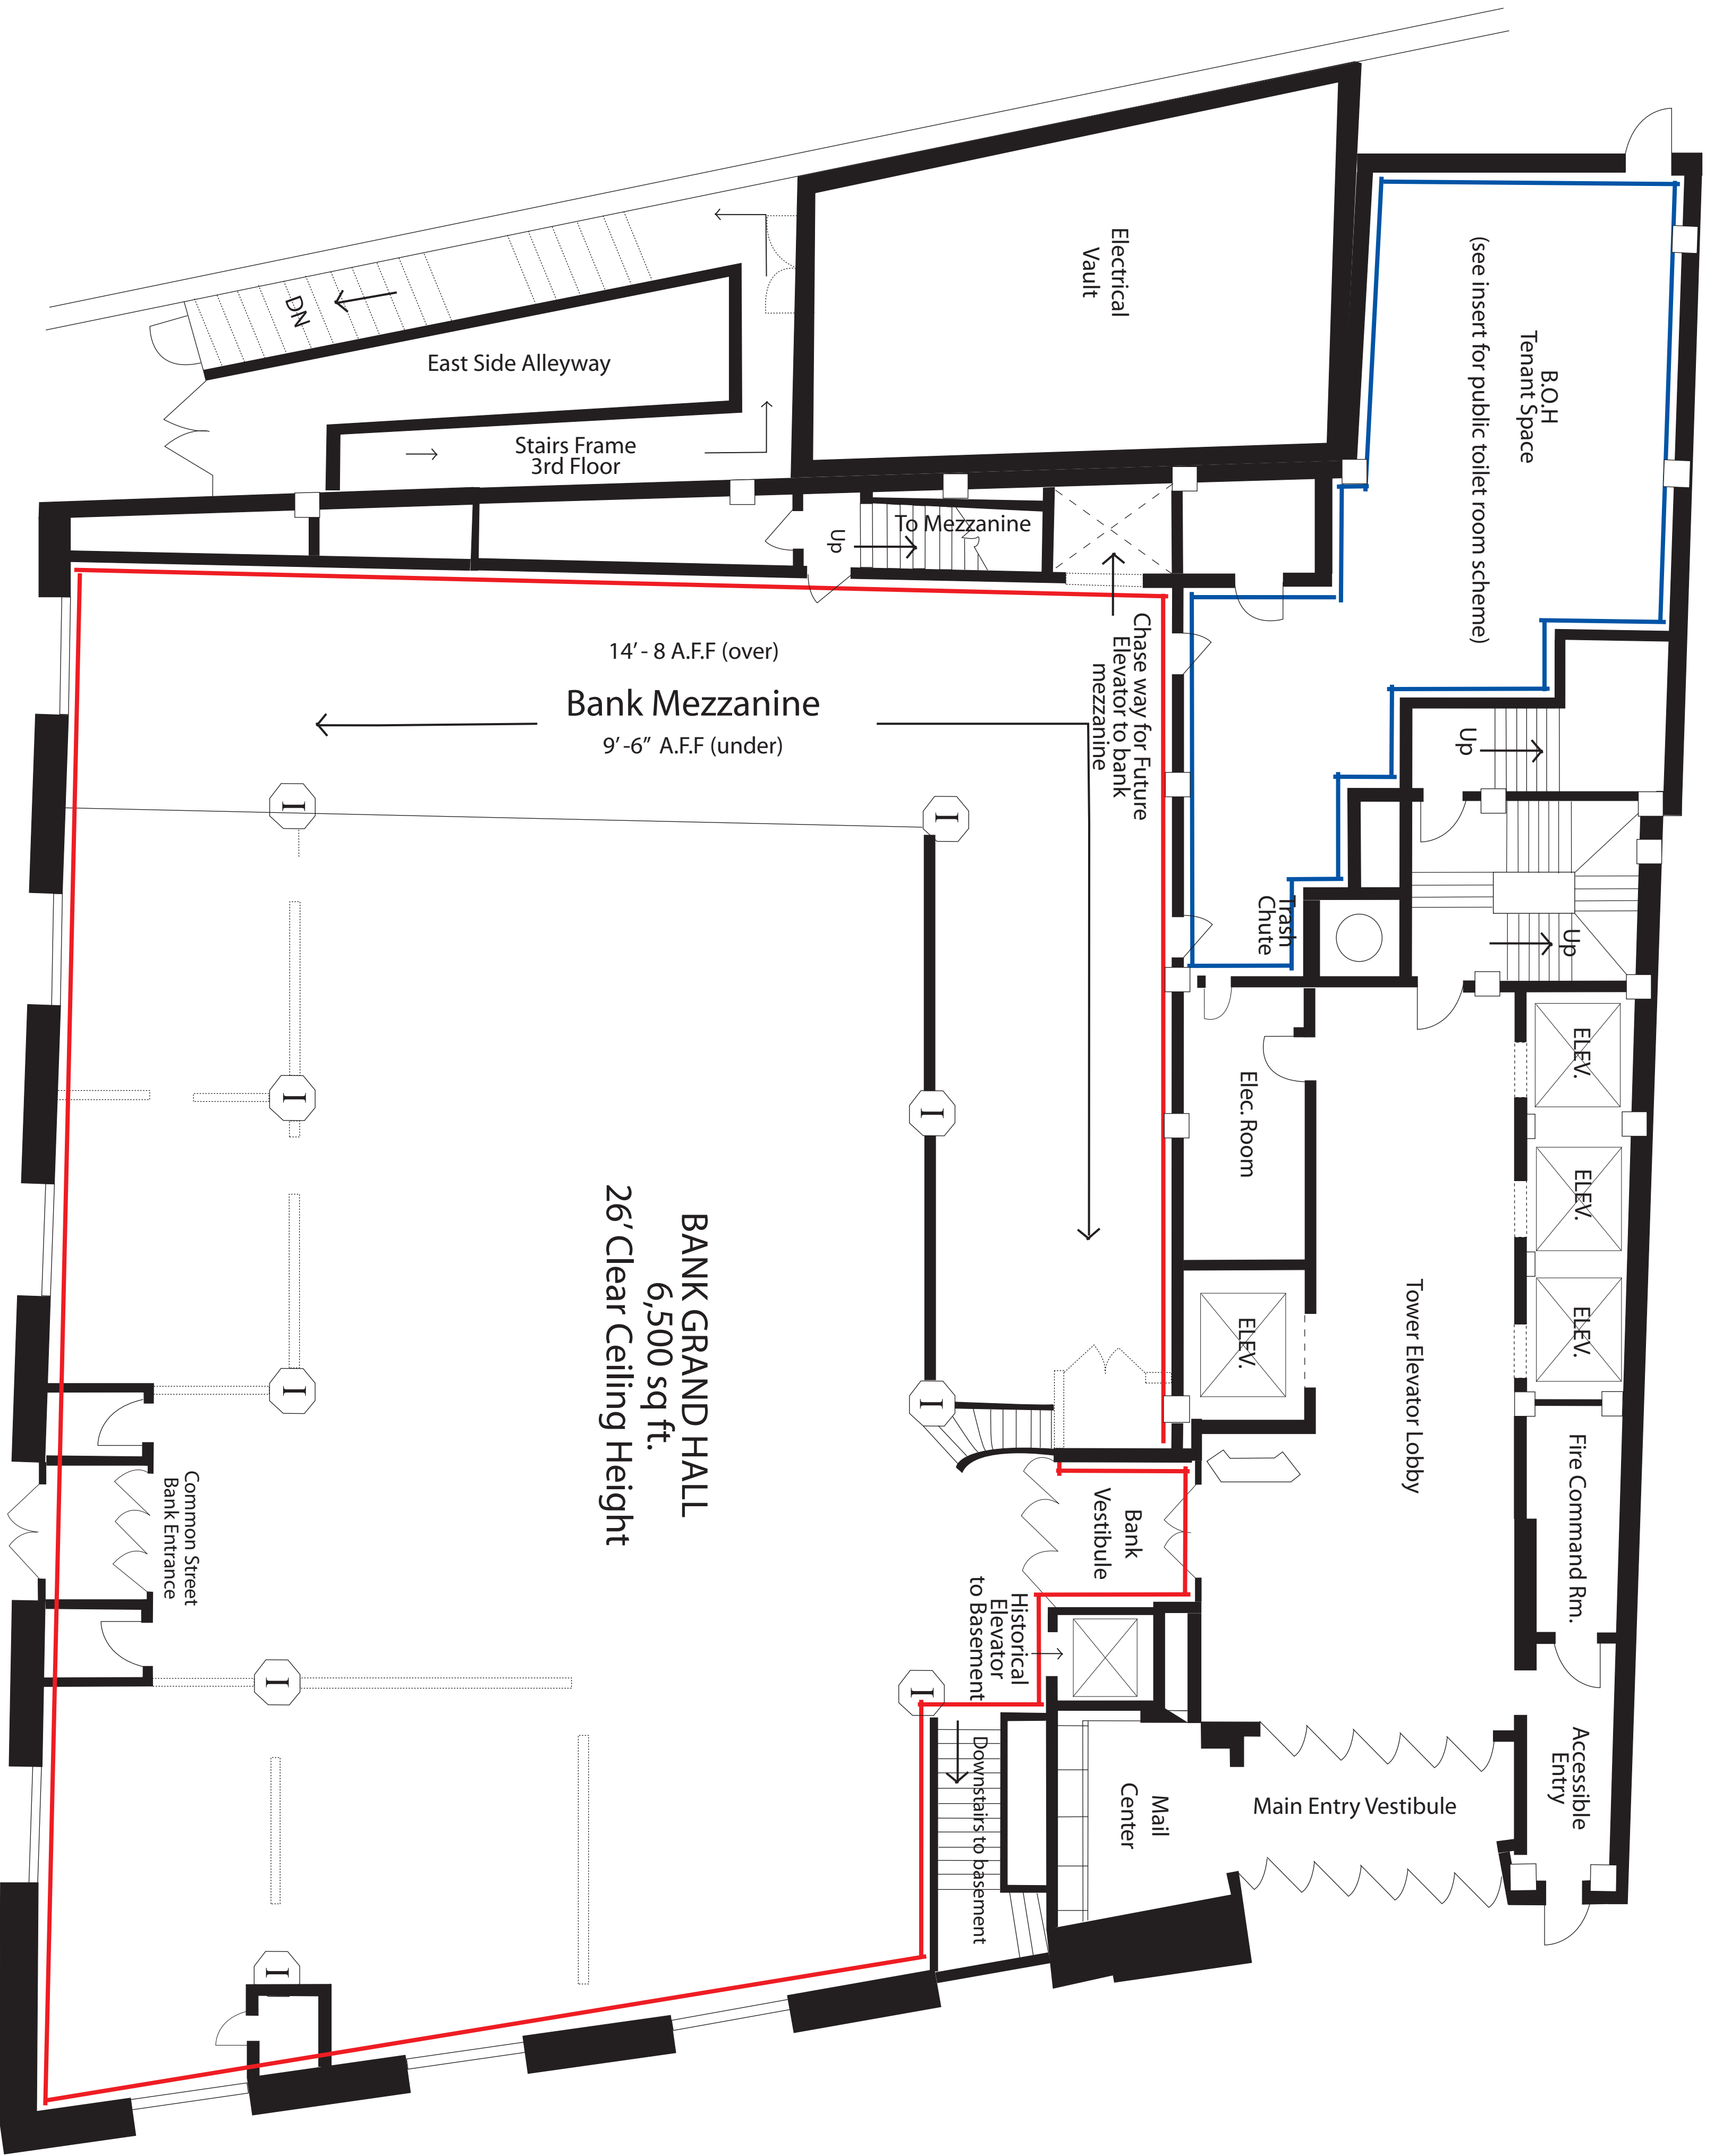 Electrical
Vault
B.O.H
Tenant Space
(see insert for public toilet room scheme)
DN
East Side Alleyway
Stairs Frame
3rd Floor
To Mezzanine
Up
Chase way for Future
Elevator to bank
mezzanine
14' - 8 A.F.F (over)
Bank Mezzanine
9' -6" A.F.F (under)
Up
Up
Trash
Chute
I
I
I
I
I
I
I
I
I
ELEV.
ELEV.
ELEV.
ELEV.
Elec. Room
Tower Elevator Lobby
Fire Command Rm.
BANK GRAND HALL
6,500 sq ft.
26' Clear Ceiling Height
Common Street
Bank Entrance
Bank
Vestibule
Historical
Elevator
to Basement
Downstairs to basement
Mail
Center
Main Entry Vestibule
Accessible
Entry